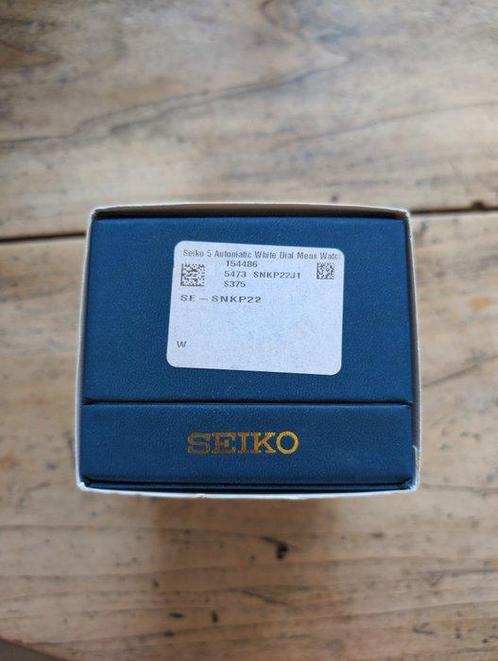 Seiko 5 Automatic White Dial Mens Watch
154486
5473 SNKP22J1
S375
SE-SNKP22
W
SEIKO